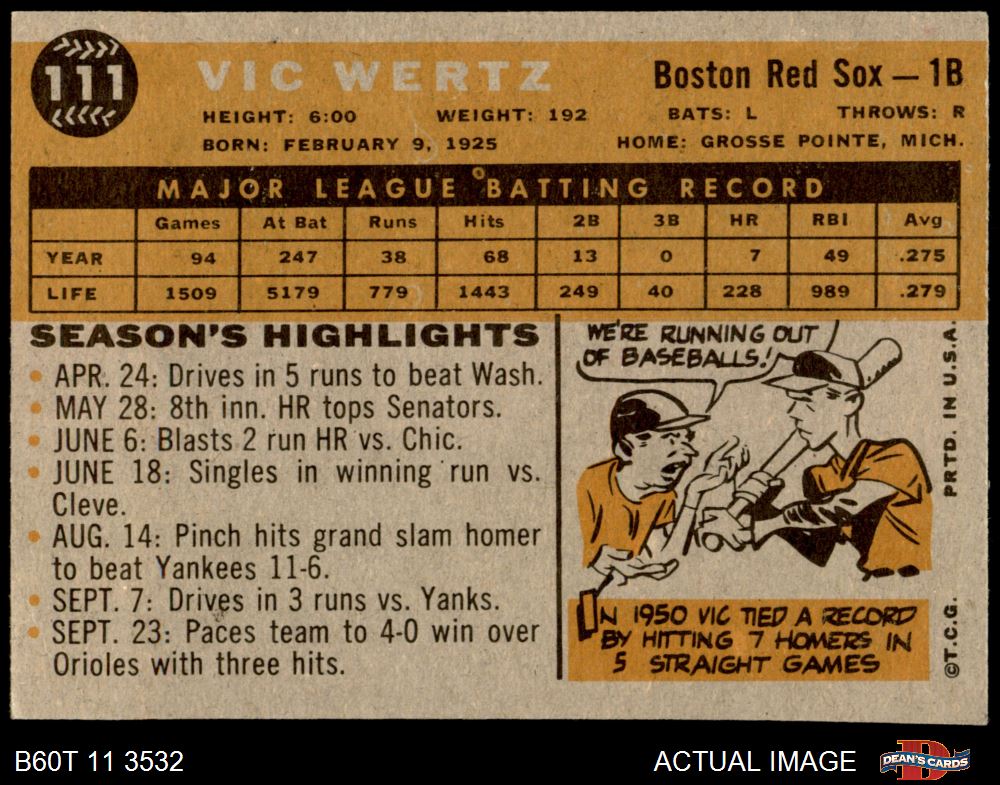 111
VIC WERTZ
Boston Red Sox — 1B
HEIGHT: 6:00 WEIGHT: 192 BATS: L THROWS: R
BORN: FEBRUARY 9, 1925 HOME: GROSSE POINTE, MICH.
MAJOR LEAGUE BATTING RECORD
Games At Bat Runs Hits 2B 3B HR RBI Avg
YEAR 94 247 38 68 13 0 7 49 .275
LIFE 1509 5179 779 1443 249 40 228 989 .279
SEASON'S HIGHLIGHTS
• APR. 24: Drives in 5 runs to beat Wash.
• MAY 28: 8th inn. HR tops Senators.
• JUNE 6: Blasts 2 run HR vs. Chic.
• JUNE 18: Singles in winning run vs.
Cleve.
• AUG. 14: Pinch hits grand slam homer
to beat Yankees 11-6.
• SEPT. 7: Drives in 3 runs vs. Yanks.
• SEPT. 23: Paces team to 4-0 win over
Orioles with three hits.
WE'RE RUNNING OUT
OF BASEBALLS!
IN 1950 VIC TIED A RECORD
BY HITTING 7 HOMERS IN
5 STRAIGHT GAMES
©T.C.G. PRTD. IN U.S.A.
B60T 11 3532
ACTUAL IMAGE
D
DEAN'S CARDS